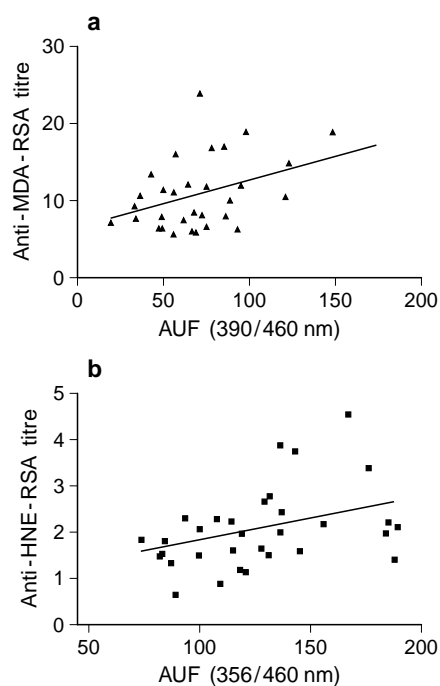 a
30
20
10
0
Anti-MDA-RSA titre
0 50 100 150 200
AUF (390/460 nm)
b
5
4
3
2
1
0
Anti-HNE-RSA titre
50 100 150 200
AUF (356/460 nm)